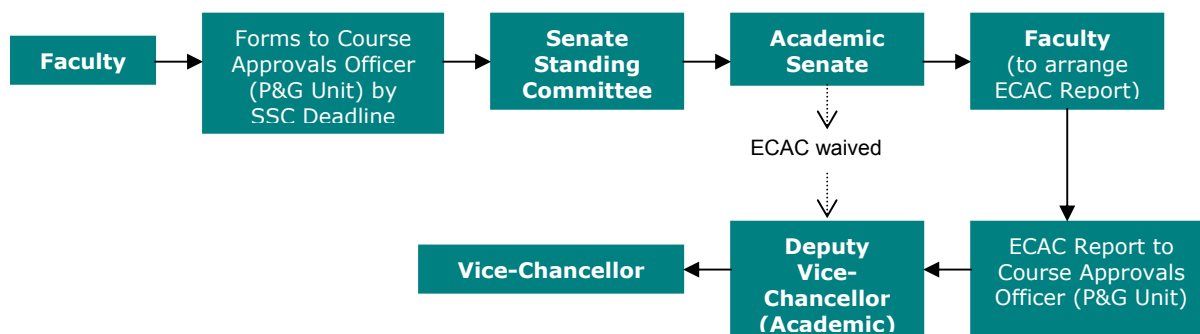 Faculty
Forms to Course
Approvals Officer
(P&G Unit) by
SSC Deadline
Senate
Standing
Committee
Academic
Senate
Faculty
(to arrange
ECAC Report)
ECAC waived
Vice-Chancellor
Deputy
Vice-
Chancellor
(Academic)
ECAC Report to
Course Approvals
Officer (P&G Unit)